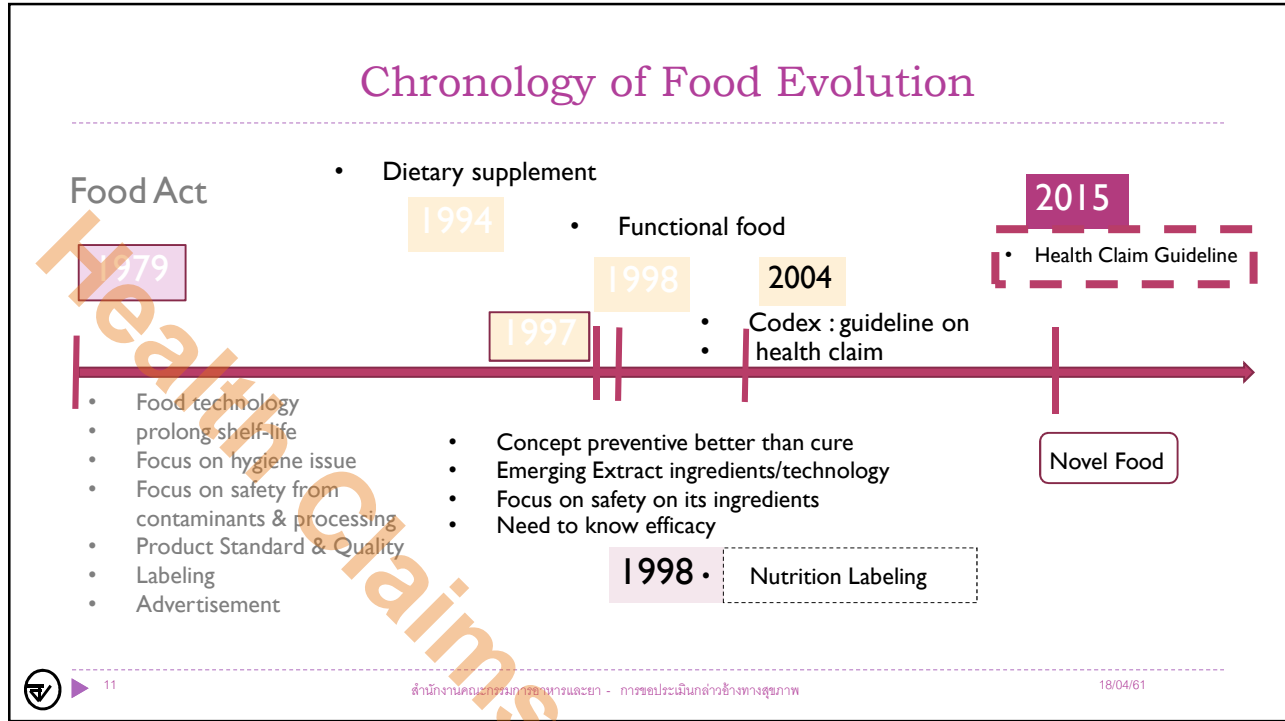 Chronology of Food Evolution
Food Act
1979
• Dietary supplement
1994
• Functional food
1998
1997
2004
• Codex : guideline on
• health claim
2015
• Health Claim Guideline
• Food technology
• prolong shelf-life
• Focus on hygiene issue
• Focus on safety from
contaminants & processing
• Product Standard & Quality
• Labeling
• Advertisement
• Concept preventive better than cure
• Emerging Extract ingredients/technology
• Focus on safety on its ingredients
• Need to know efficacy
1998 • Nutrition Labeling
Novel Food
Health Claims
11
สำนักงานคณะกรรมการอาหารและยา - การขอประเมินกล่าวอ้างทางสุขภาพ
18/04/61